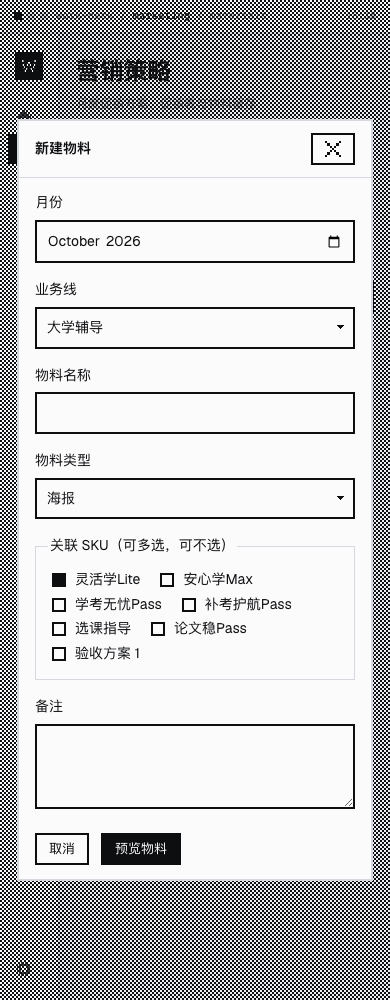 W
营销策略
新建物料
月份
October 2026
业务线
大学辅导
物料名称
物料类型
海报
关联 SKU（可多选，可不选）
灵活学Lite 安心学Max
学考无忧Pass 补考护航Pass
选课指导 论文稳Pass
验收方案 1
备注
取消 预览物料